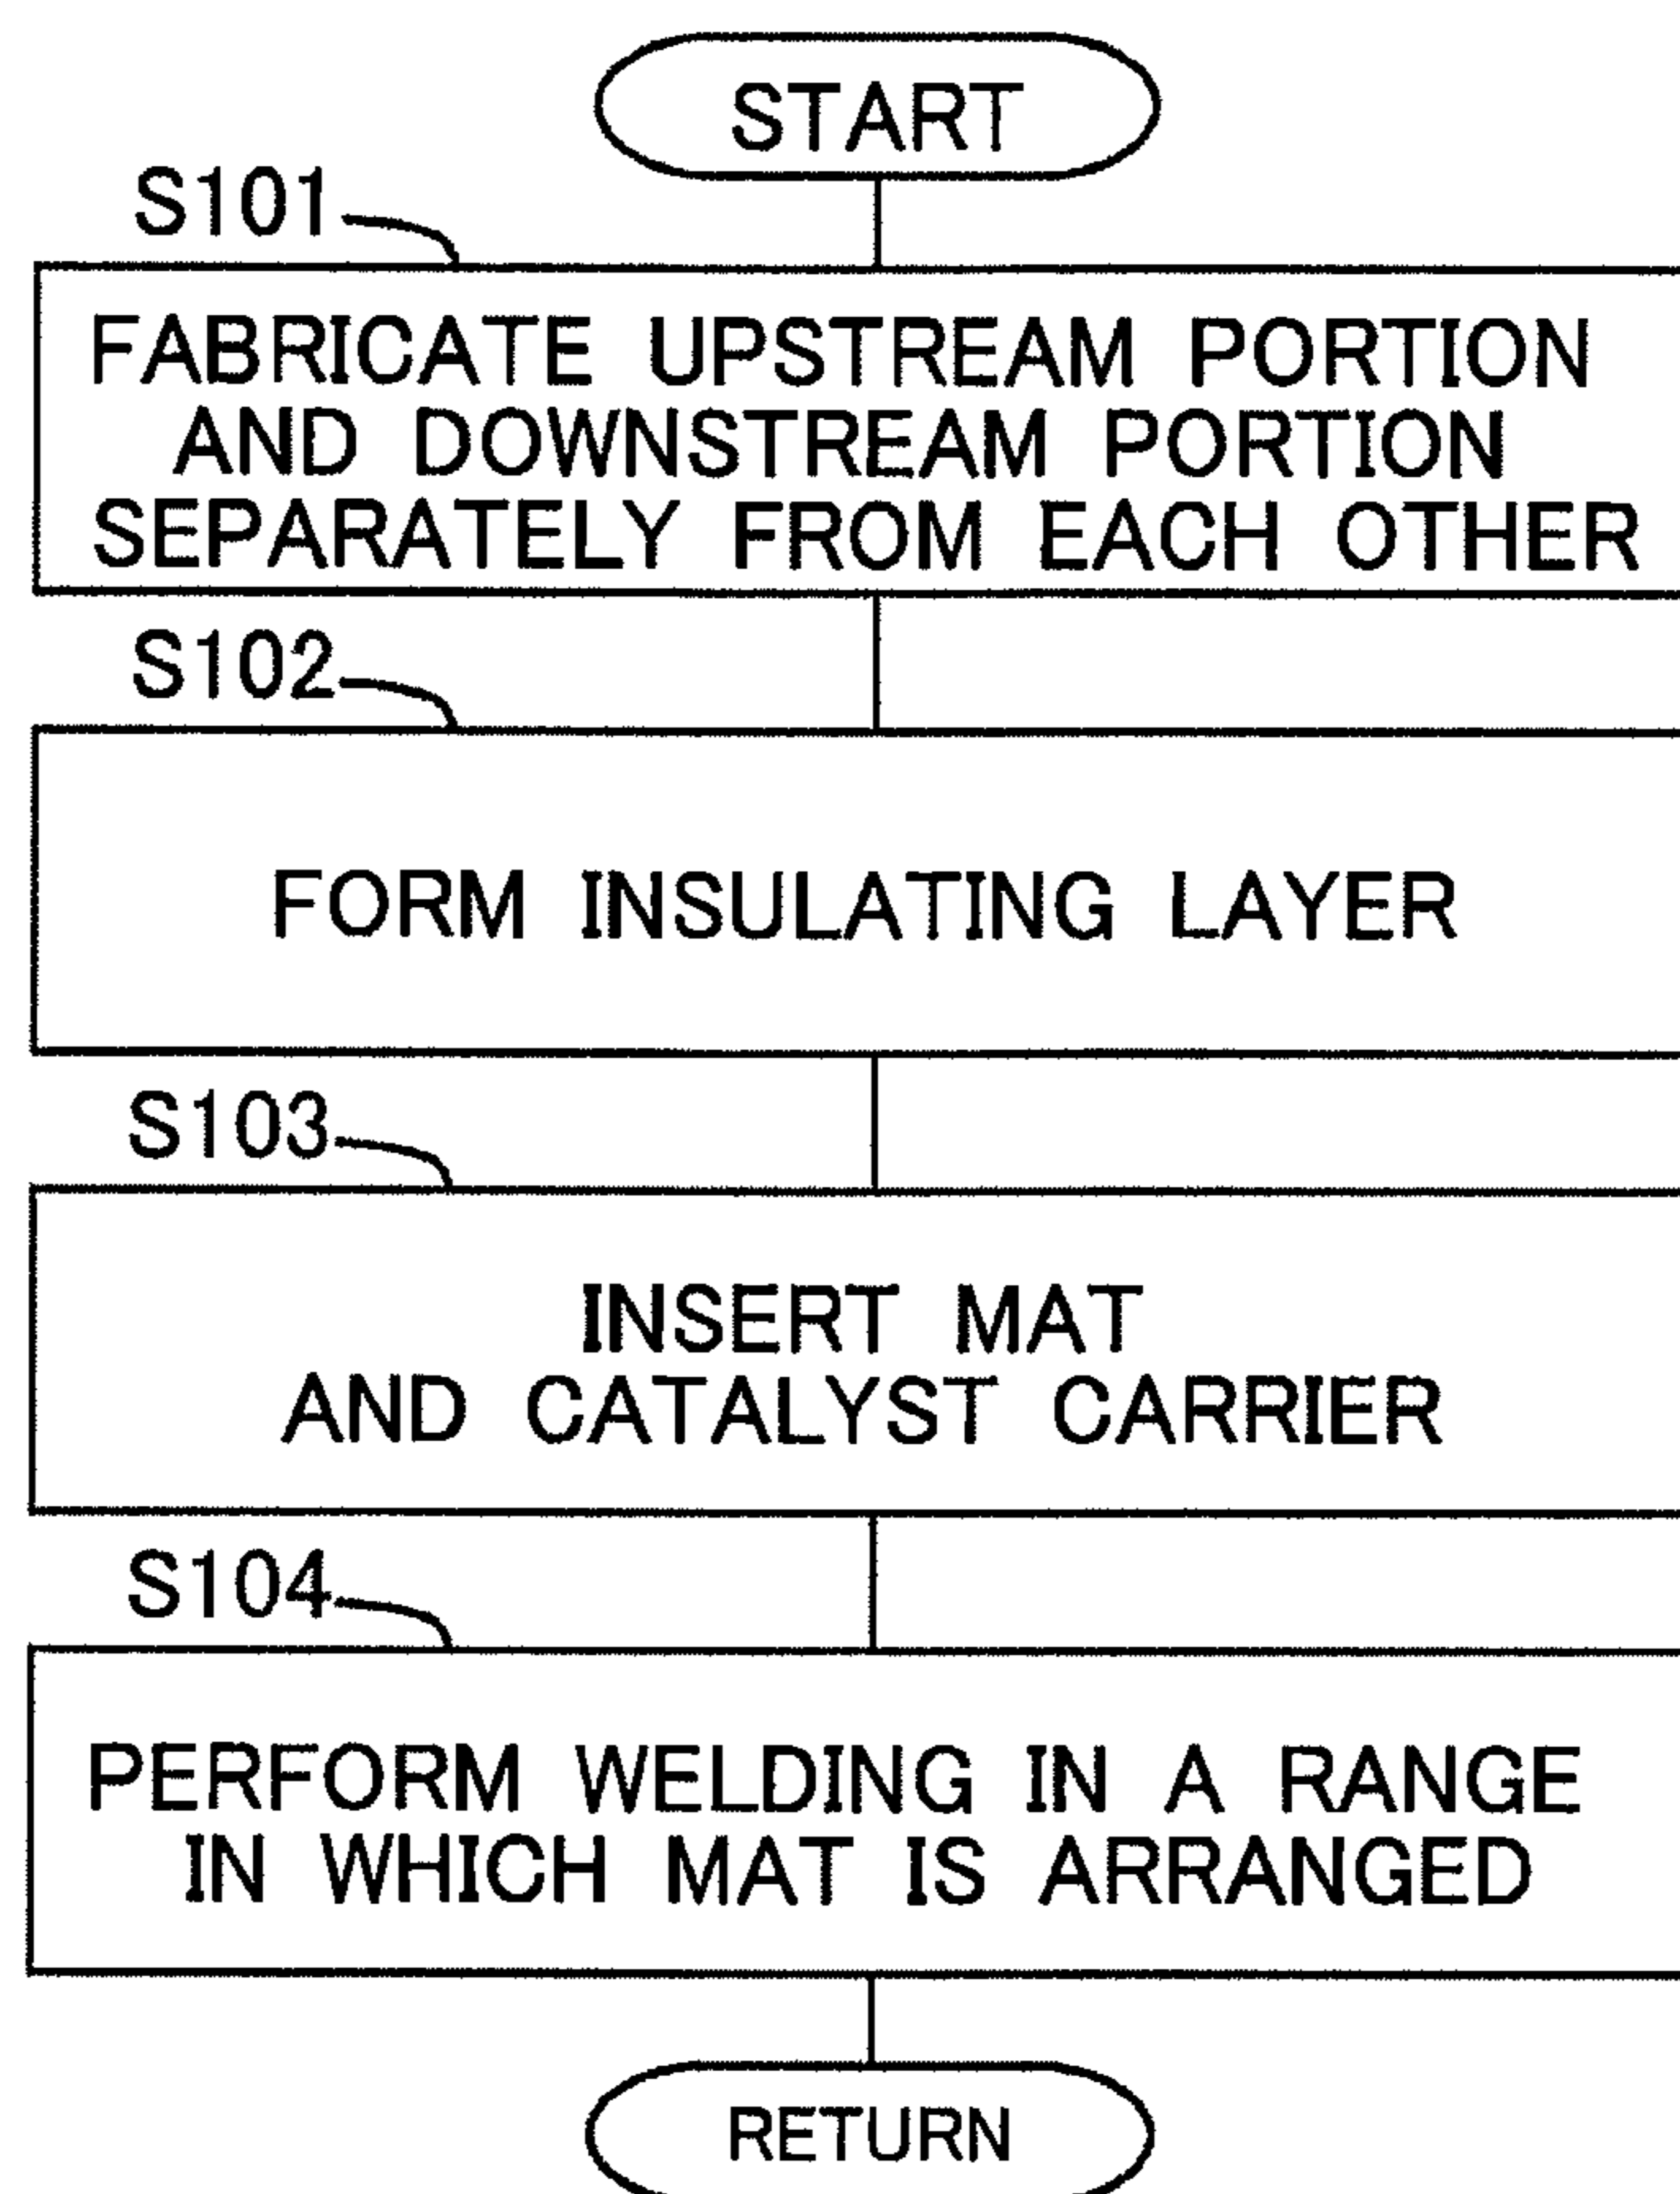 START
S101
FABRICATE UPSTREAM PORTION
AND DOWNSTREAM PORTION
SEPARATELY FROM EACH OTHER
S102
FORM INSULATING LAYER
S103
INSERT MAT
AND CATALYST CARRIER
S104
PERFORM WELDING IN A RANGE
IN WHICH MAT IS ARRANGED
RETURN